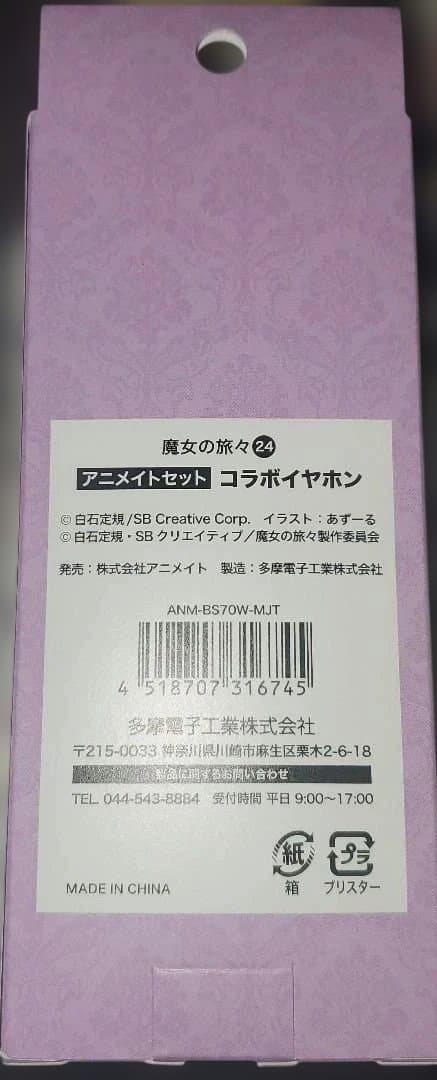 魔女の旅々24
アニメイトセット コラボイヤホン
© 白石定規/SB Creative Corp. イラスト：あずーる
© 白石定規・SBクリエイティブ／魔女の旅々製作委員会
発売：株式会社アニメイト 製造：多摩電子工業株式会社
ANM-BS70W-MJT
4 518707 316745
多摩電子工業株式会社
〒215-0033 神奈川県川崎市麻生区栗木2-6-18
製品に関するお問い合わせ
TEL 044-543-8884 受付時間 平日 9:00〜17:00
紙 プラ
箱 ブリスター
MADE IN CHINA